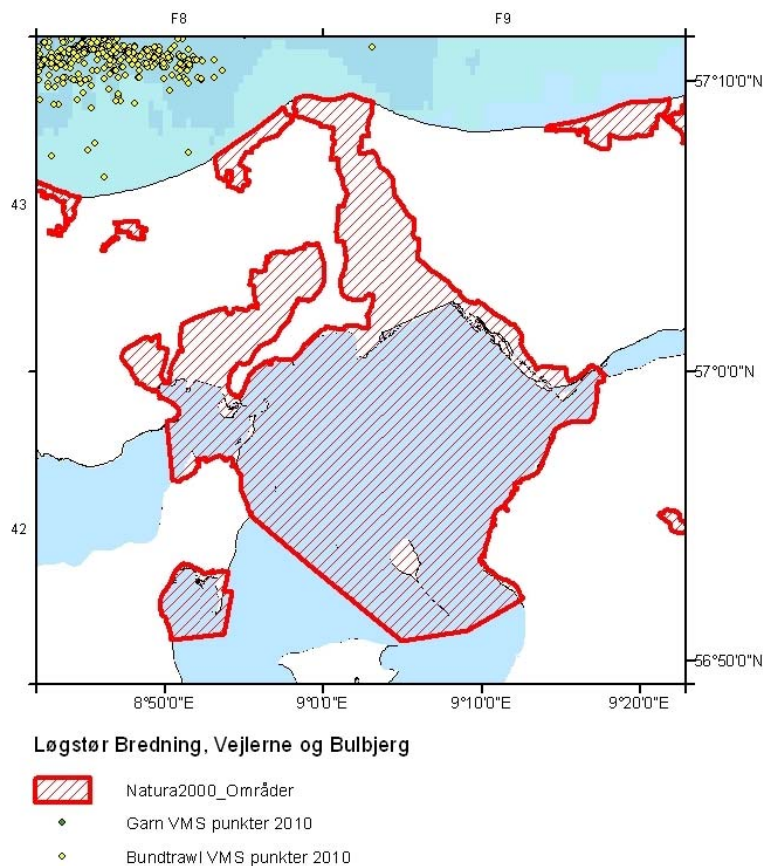 F8 F9
57°10'0"N
43
57°0'0"N
42
56°50'0"N
8°50'0"E 9°0'0"E 9°10'0"E 9°20'0"E
Løgstør Bredning, Vejlerne og Bulbjerg
Natura2000_Områder
Garn VMS punkter 2010
Bundtrawl VMS punkter 2010